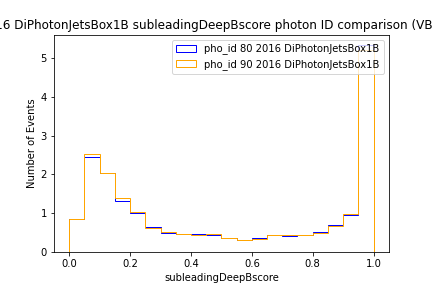 16 DiPhotonJetsBox1B subleadingDeepBscore photon ID comparison (VB
pho_id 80 2016 DiPhotonJetsBox1B
pho_id 90 2016 DiPhotonJetsBox1B
Number of Events
5
4
3
2
1
0
0.0 0.2 0.4 0.6 0.8 1.0
subleadingDeepBscore